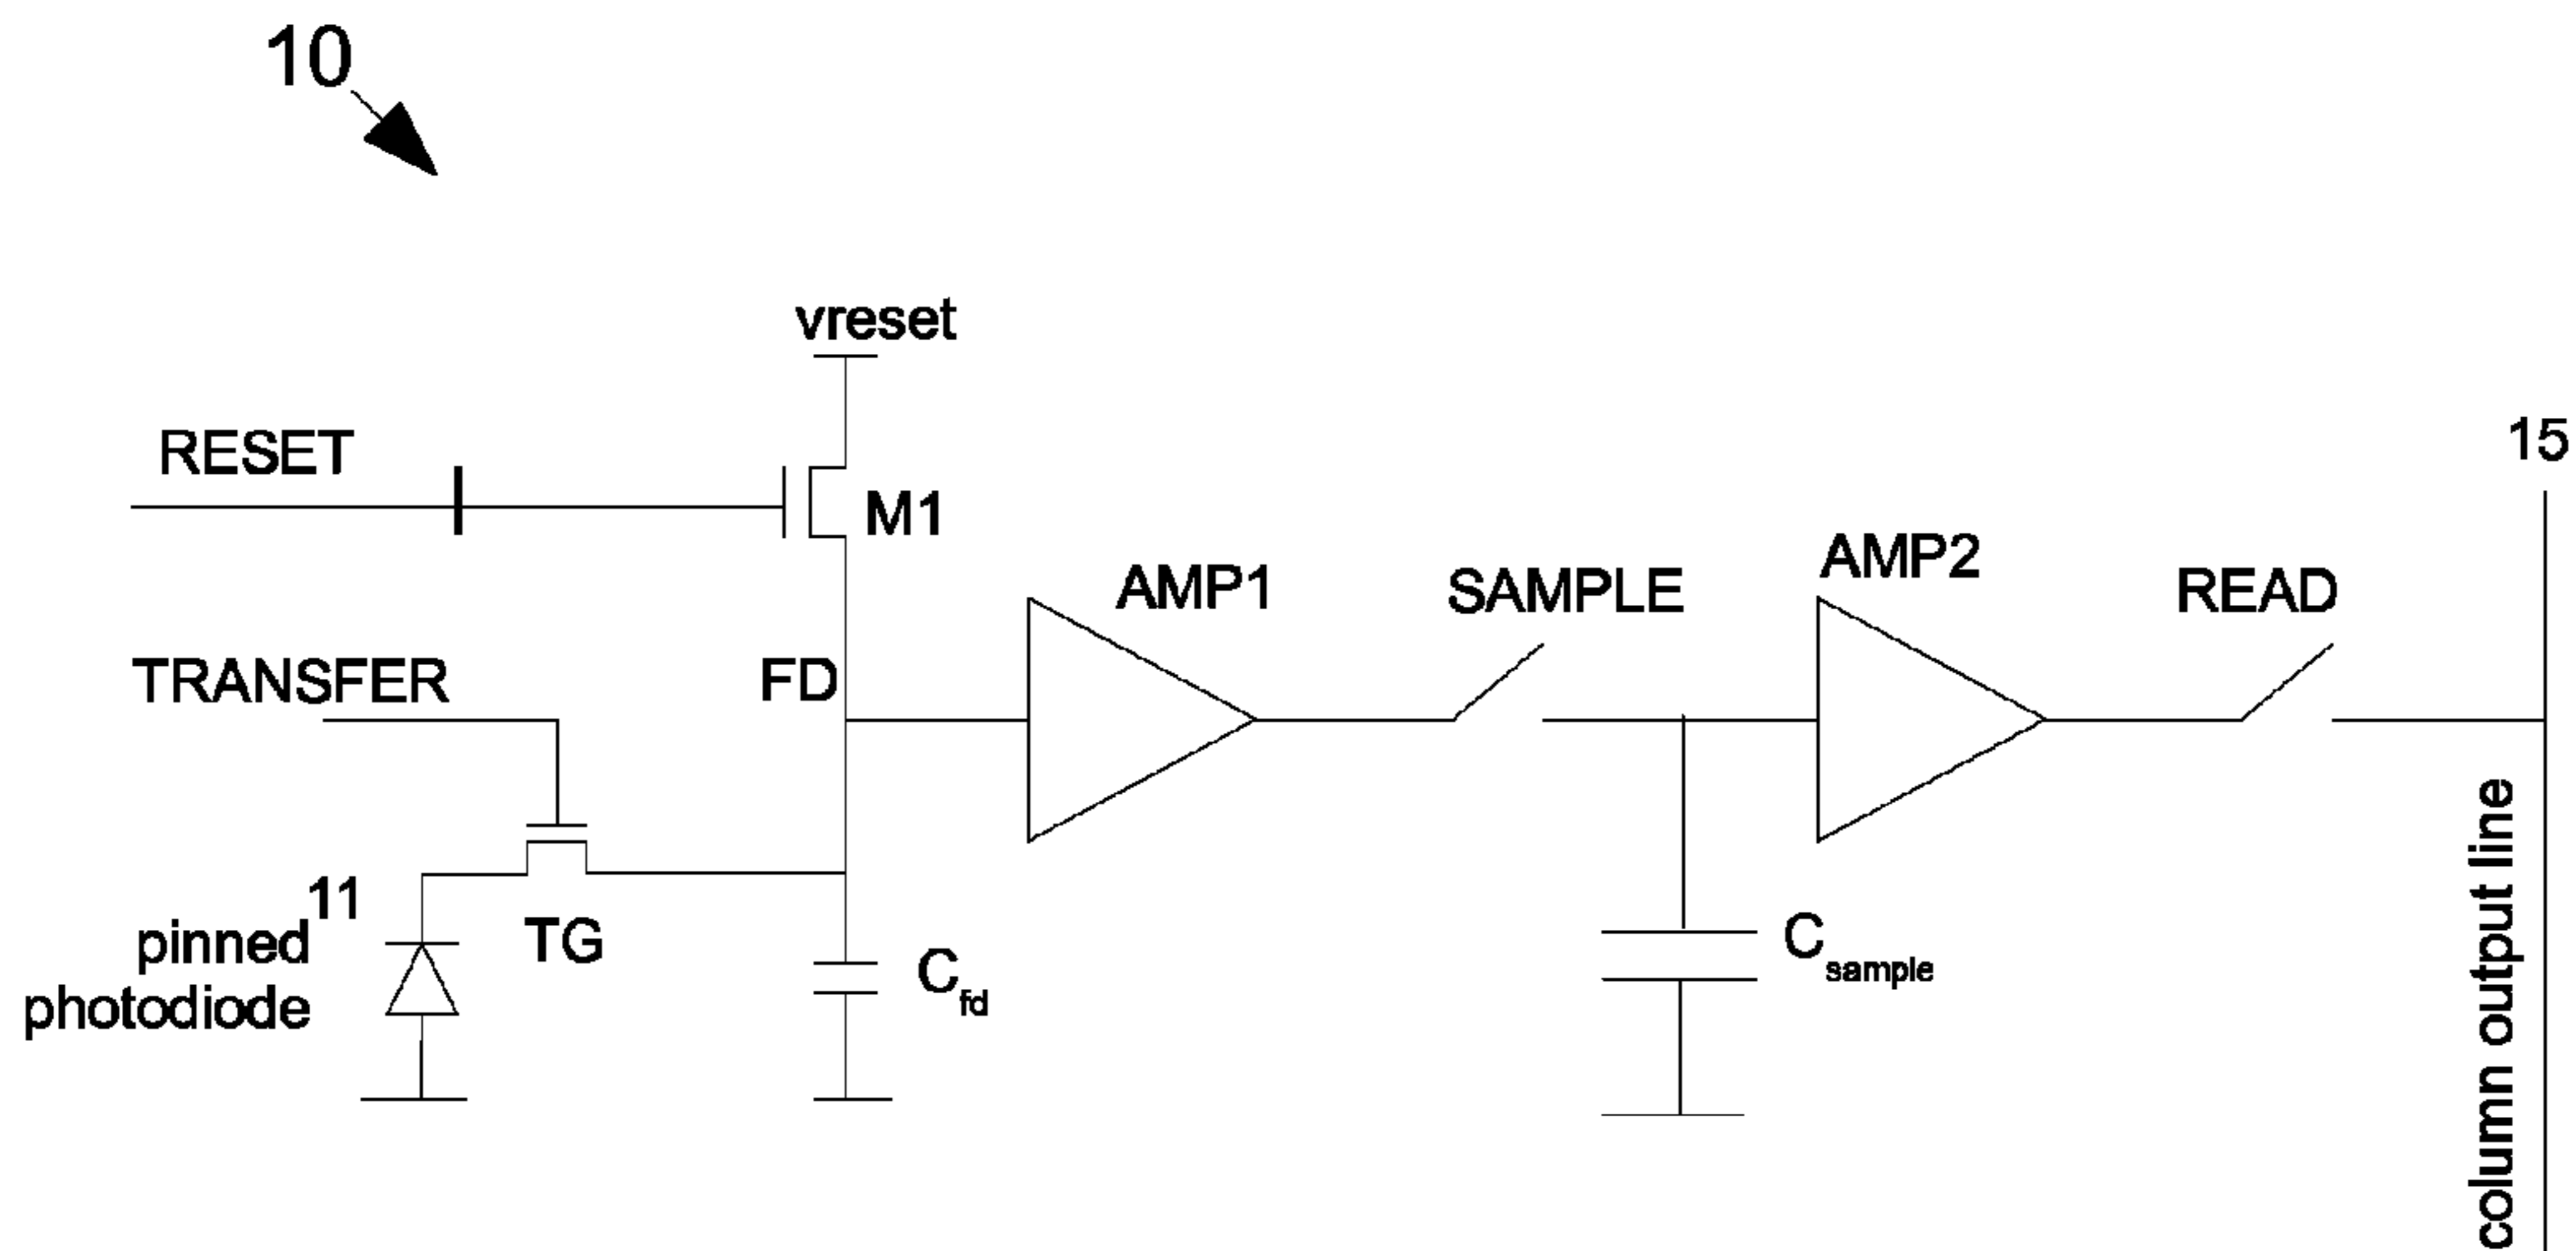 10
vreset
RESET
M1
15
AMP1
SAMPLE
AMP2
READ
TRANSFER
FD
11
pinned
photodiode
TG
Cfd
Csample
column output line